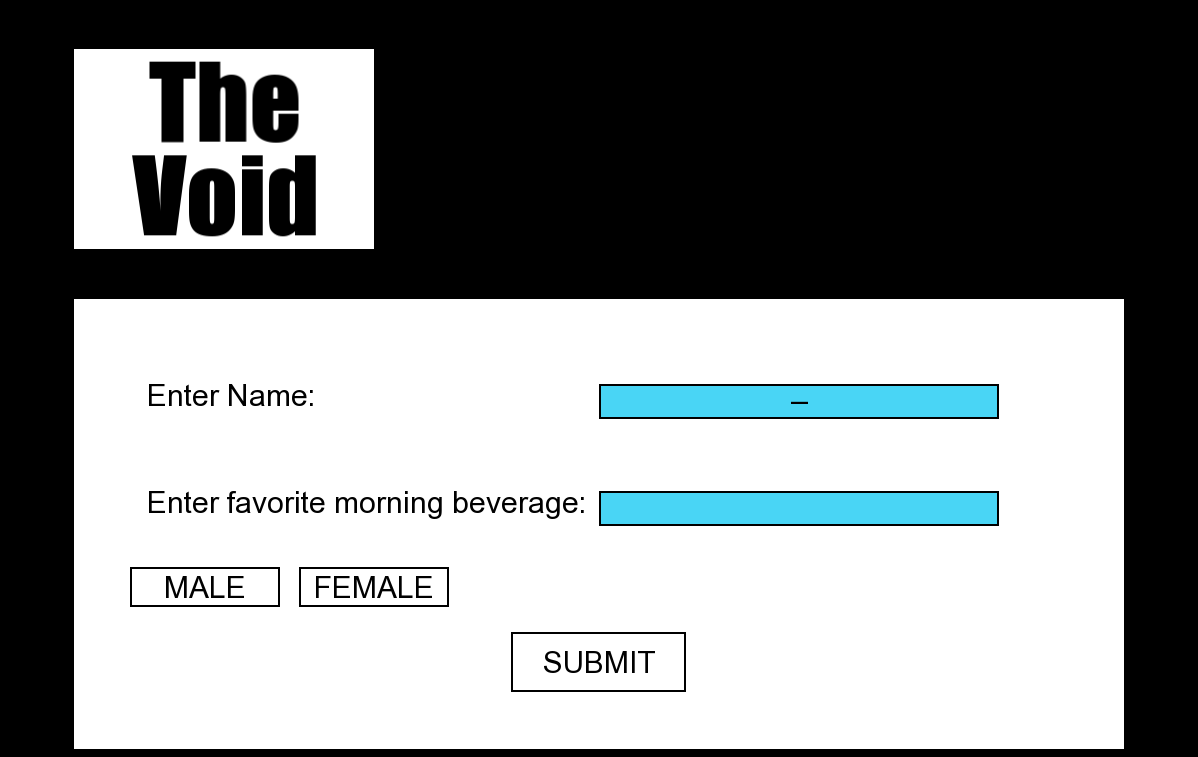 The
Void
Enter Name:
_
Enter favorite morning beverage:
MALE FEMALE
SUBMIT